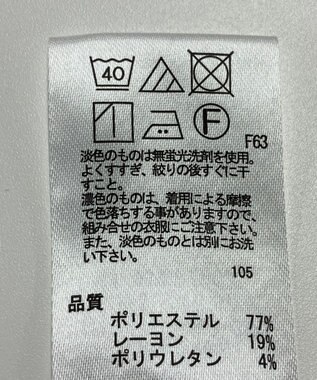 40
F
F63
淡色のものは無蛍光洗剤を使用。
よくすすぎ、絞りの後すぐに干
すこと。
濃色のものは、着用による摩擦
で色落ちする事がありますので、
組み合せの衣服にご注意下さい。
また、淡色のものとは別にお洗
い下さい。
105
品質
ポリエステル 77%
レーヨン 19%
ポリウレタン 4%